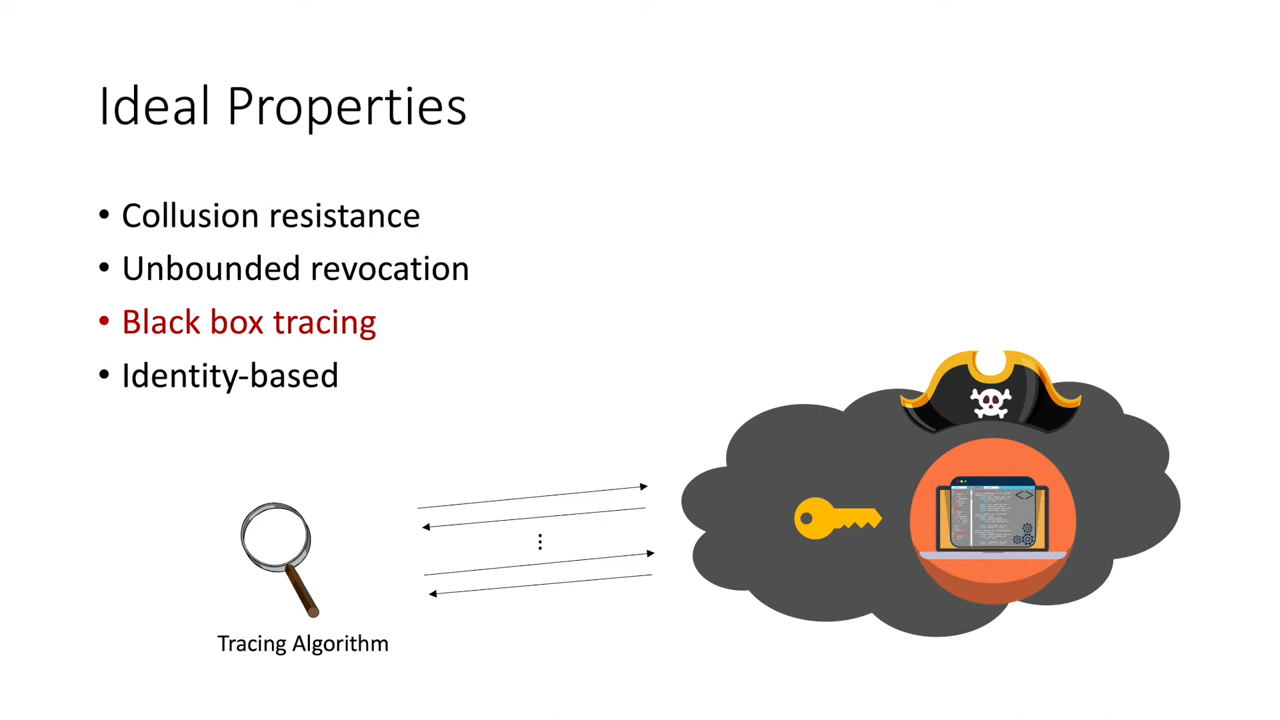 Ideal Properties
• Collusion resistance
• Unbounded revocation
• Black box tracing
• Identity-based
Tracing Algorithm